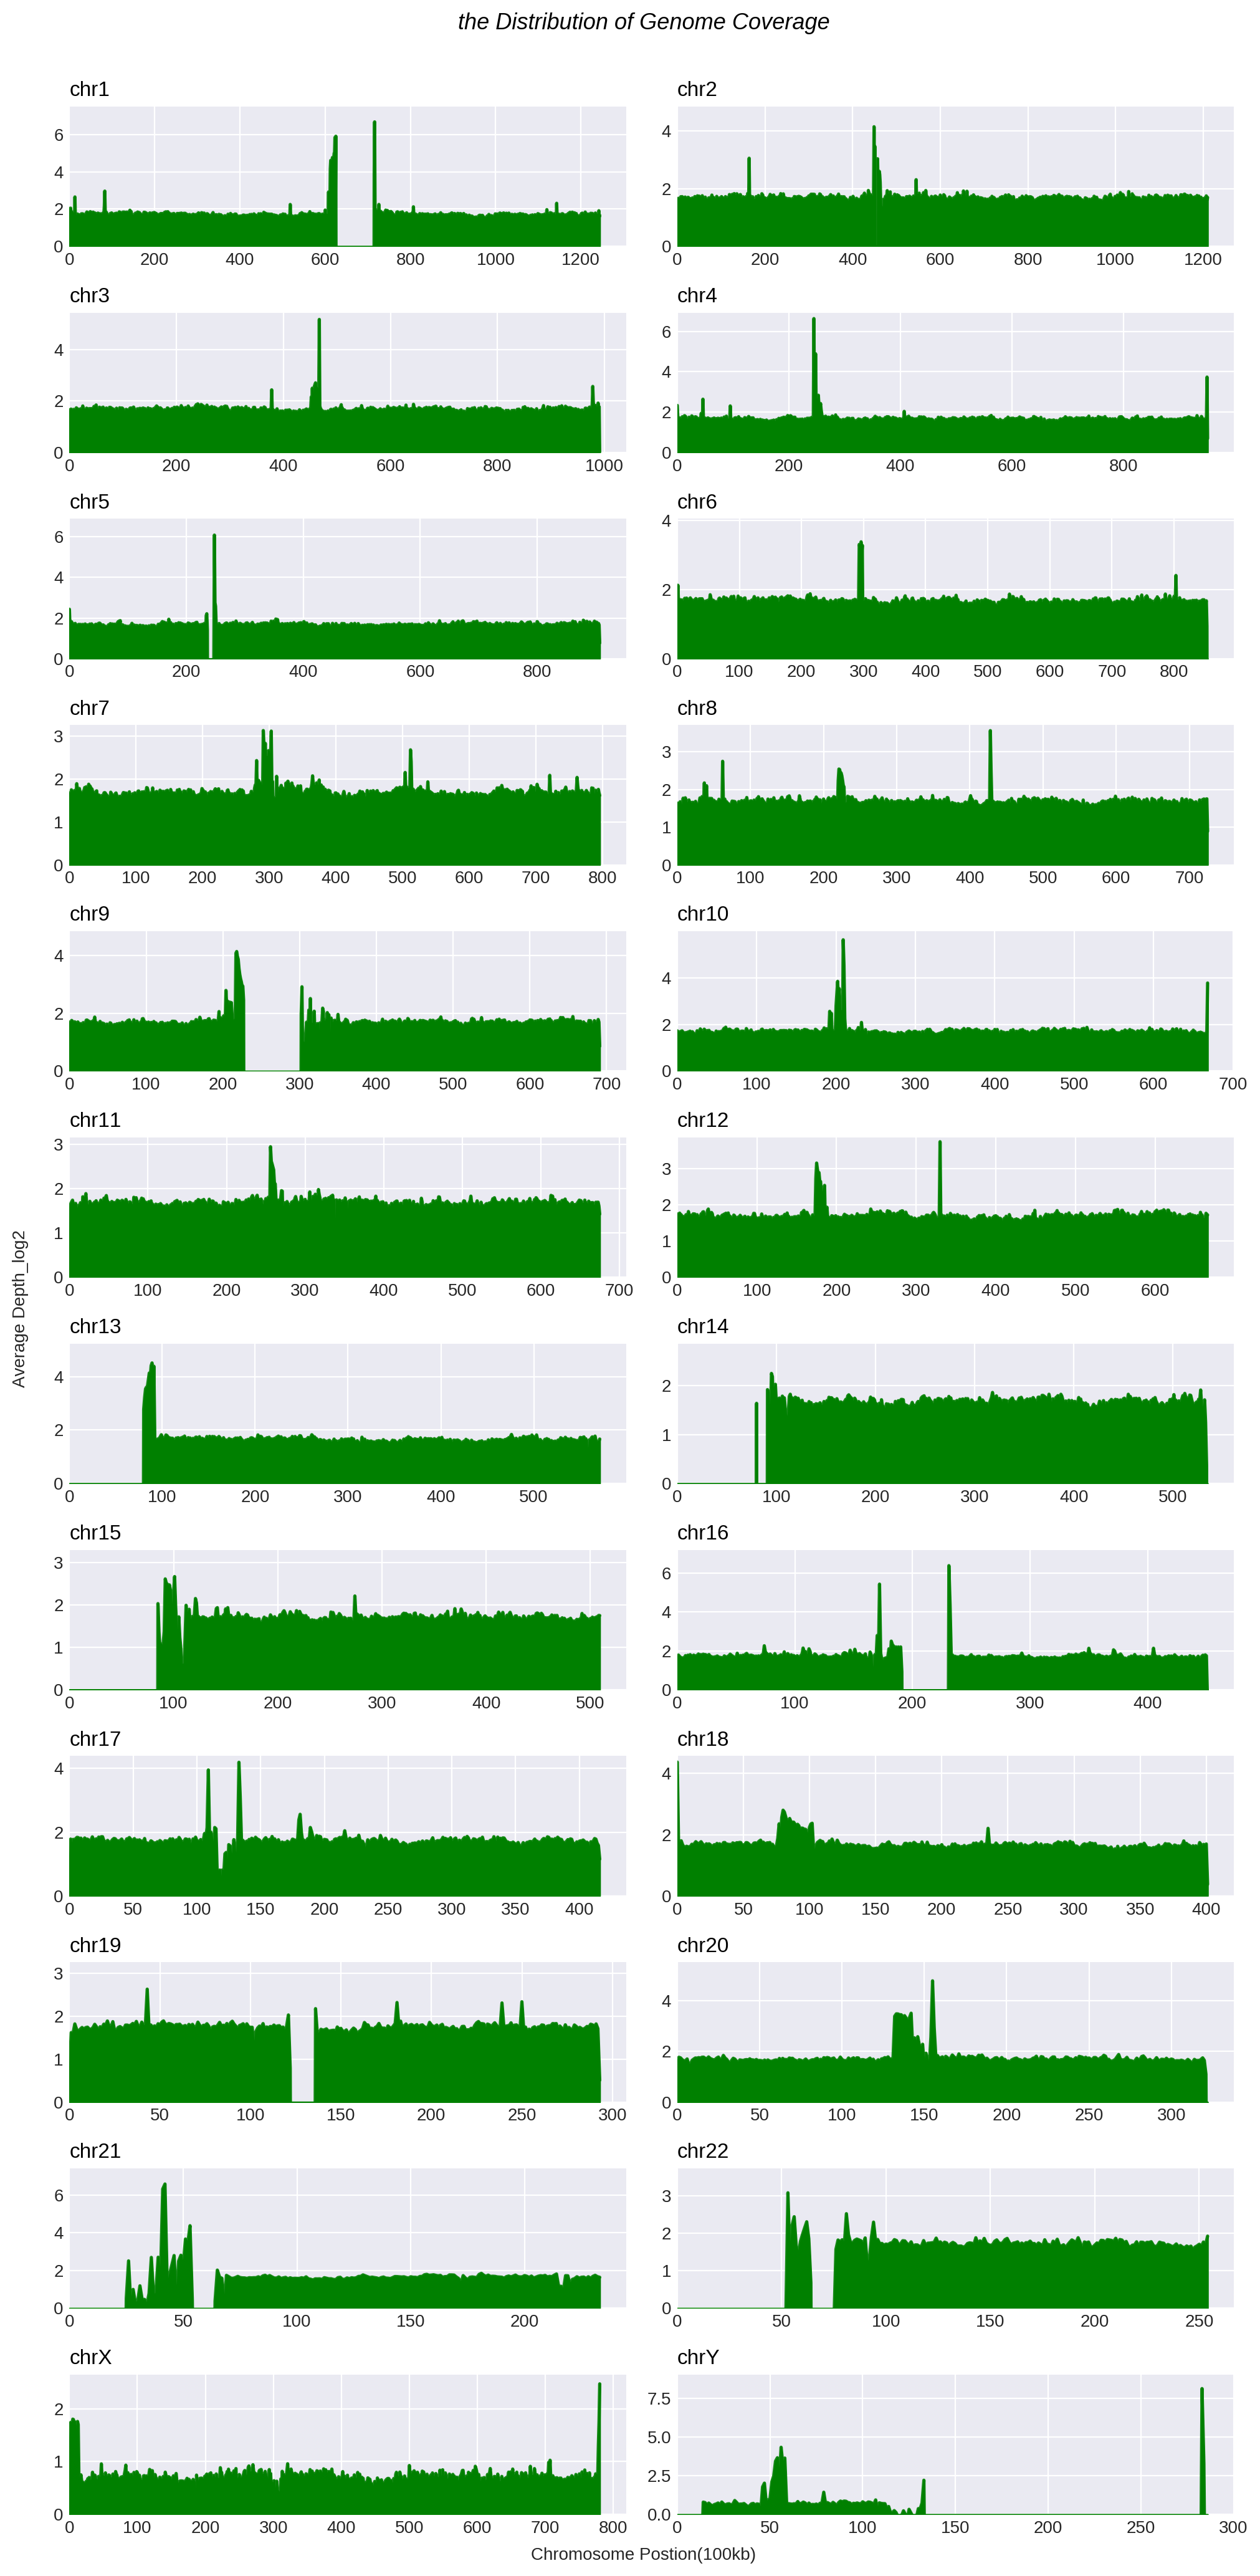 the Distribution of Genome Coverage
chr1
6
4
2
0
0 200 400 600 800 1000 1200
chr2
4
2
0
0 200 400 600 800 1000 1200
chr3
4
2
0
0 200 400 600 800 1000
chr4
6
4
2
0
0 200 400 600 800
chr5
6
4
2
0
0 200 400 600 800
chr6
4
2
0
0 100 200 300 400 500 600 700 800
chr7
3
2
1
0
0 100 200 300 400 500 600 700 800
chr8
3
2
1
0
0 100 200 300 400 500 600 700
chr9
4
2
0
0 100 200 300 400 500 600 700
chr10
4
2
0
0 100 200 300 400 500 600 700
chr11
3
2
1
0
0 100 200 300 400 500 600 700
chr12
3
2
1
0
0 100 200 300 400 500 600
Average Depth_log2
chr13
4
2
0
0 100 200 300 400 500
chr14
2
1
0
0 100 200 300 400 500
chr15
3
2
1
0
0 100 200 300 400 500
chr16
6
4
2
0
0 100 200 300 400
chr17
4
2
0
0 50 100 150 200 250 300 350 400
chr18
4
2
0
0 50 100 150 200 250 300 350 400
chr19
3
2
1
0
0 50 100 150 200 250 300
chr20
4
2
0
0 50 100 150 200 250 300
chr21
6
4
2
0
0 50 100 150 200
chr22
3
2
1
0
0 50 100 150 200 250
chrX
2
1
0
0 100 200 300 400 500 600 700 800
chrY
7.5
5.0
2.5
0.0
0 50 100 150 200 250 300
Chromosome Postion(100kb)